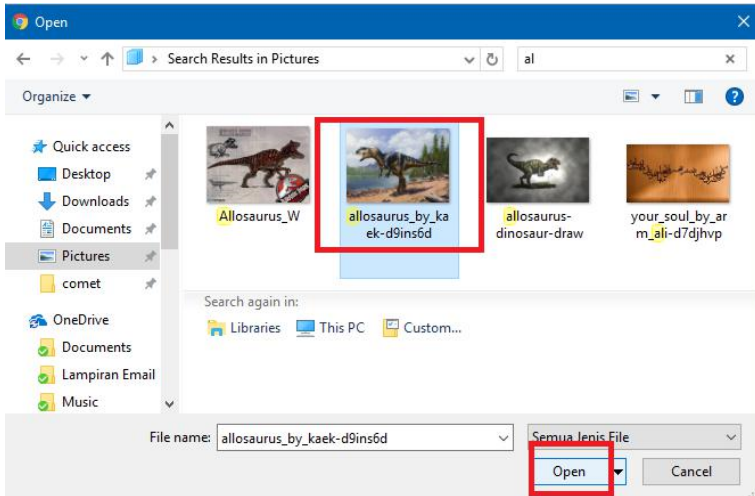 Open
Search Results in Pictures
al
Organize
Quick access
Desktop
Downloads
Documents
Pictures
comet
OneDrive
Documents
Lampiran Email
Music
Allosaurus_W
allosaurus_by_ka
ek-d9ins6d
allosaurus-
dinosaur-draw
your_soul_by_ar
m_ali-d7djhvp
Search again in:
Libraries
This PC
Custom...
File name:
allosaurus_by_kaek-d9ins6d
Semua Jenis File
Open
Cancel